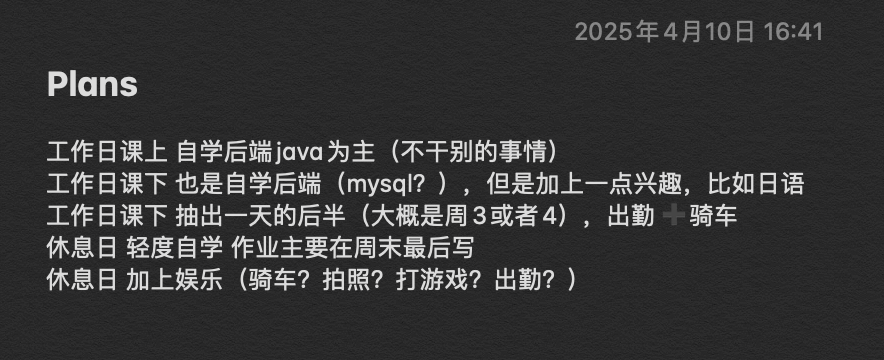 2025年4月10日 16:41
Plans
工作日课上 自学后端java为主（不干别的事情）
工作日课下 也是自学后端（mysql？），但是加上一点兴趣，比如日语
工作日课下 抽出一天的后半（大概是周3或者4），出勤➕骑车
休息日 轻度自学 作业主要在周末最后写
休息日 加上娱乐（骑车？拍照？打游戏？出勤？）